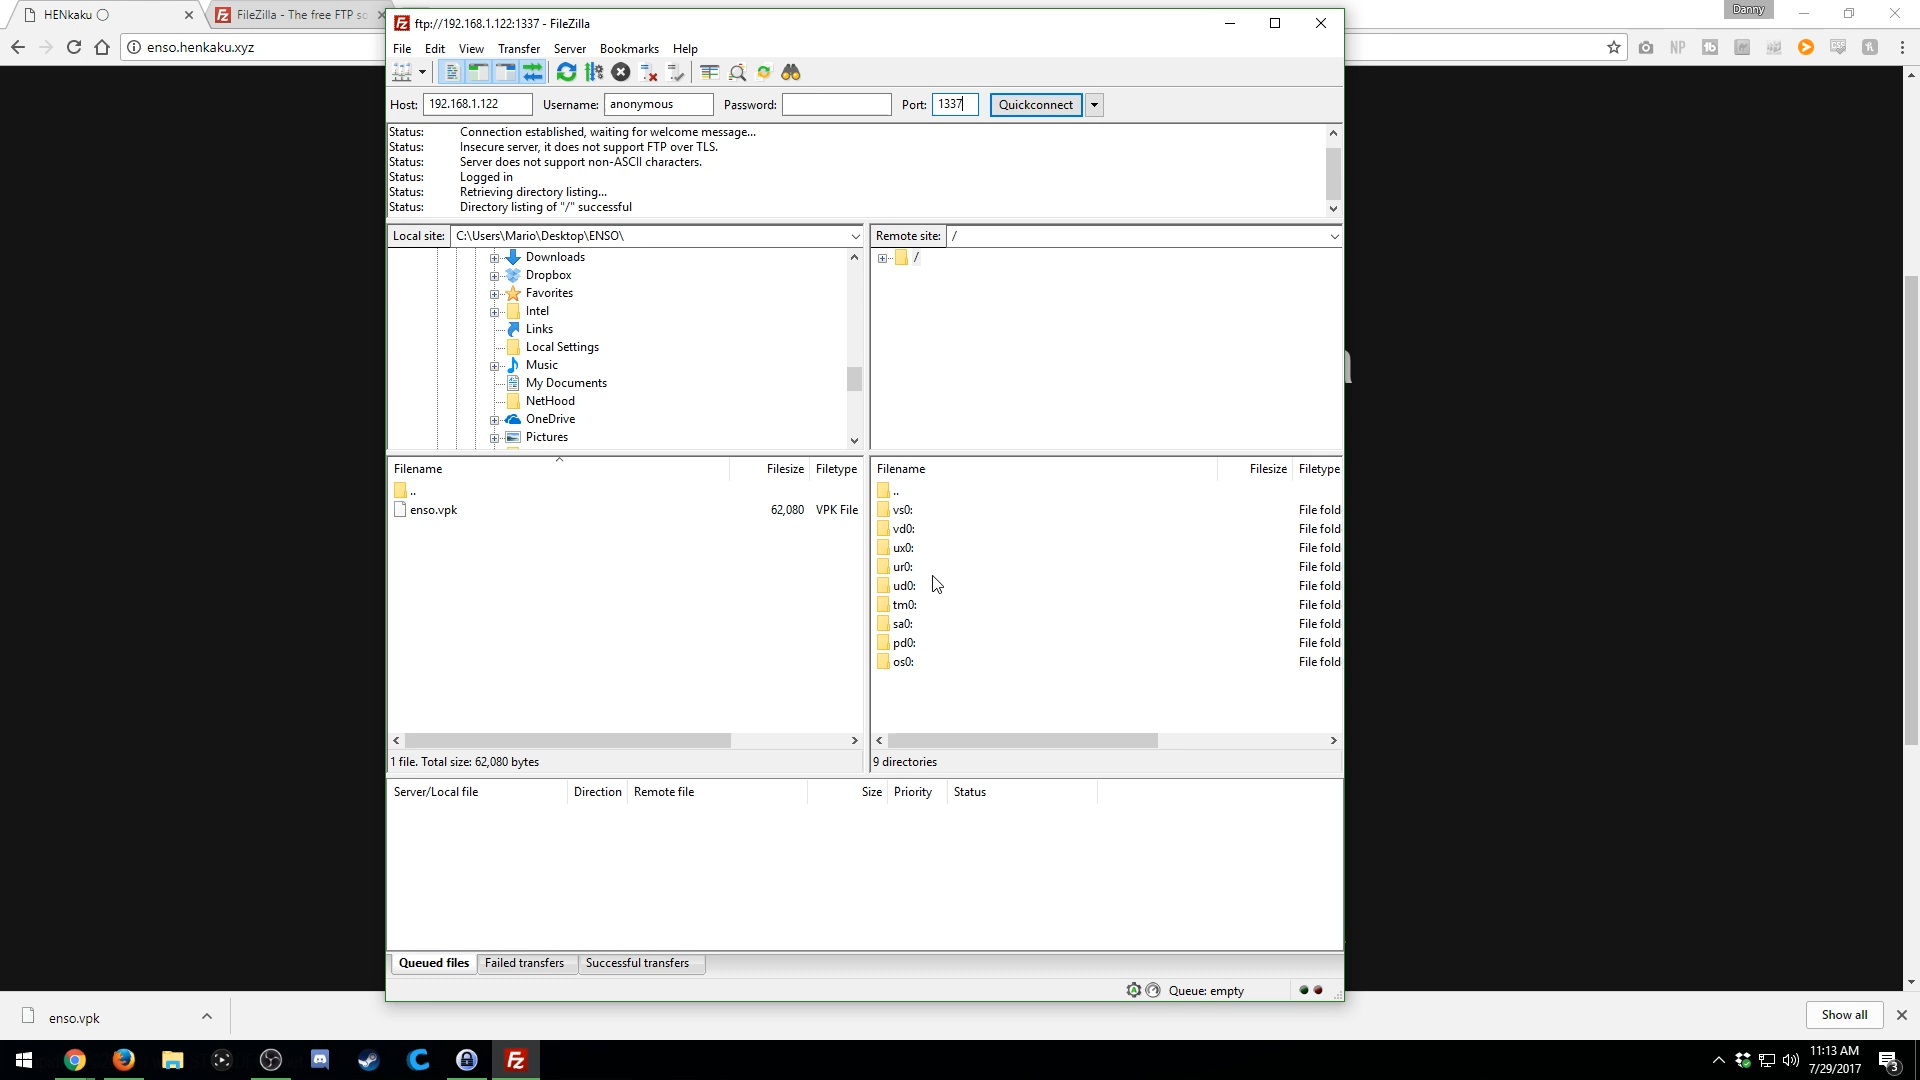 HENkaku
FileZilla - The free FTP so
Danny
enso.henkaku.xyz
ftp://192.168.1.122:1337 - FileZilla
File Edit View Transfer Server Bookmarks Help
Host: 192.168.1.122 Username: anonymous Password: Port: 1337 Quickconnect
Status: Connection established, waiting for welcome message...
Status: Insecure server, it does not support FTP over TLS.
Status: Server does not support non-ASCII characters.
Status: Logged in
Status: Retrieving directory listing...
Status: Directory listing of "/" successful
Local site: C:\Users\Mario\Desktop\ENSO\
Downloads
Dropbox
Favorites
Intel
Links
Local Settings
Music
My Documents
NetHood
OneDrive
Pictures
Remote site: /
/
Filename Filesize Filetype
..
enso.vpk 62,080 VPK File
1 file. Total size: 62,080 bytes
Filename Filesize Filetype
..
vs0: File fold
vd0: File fold
ux0: File fold
ur0: File fold
ud0: File fold
tm0: File fold
sa0: File fold
pd0: File fold
os0: File fold
9 directories
Server/Local file Direction Remote file Size Priority Status
Queued files Failed transfers Successful transfers
Queue: empty
enso.vpk
Show all
11:13 AM
7/29/2017
3